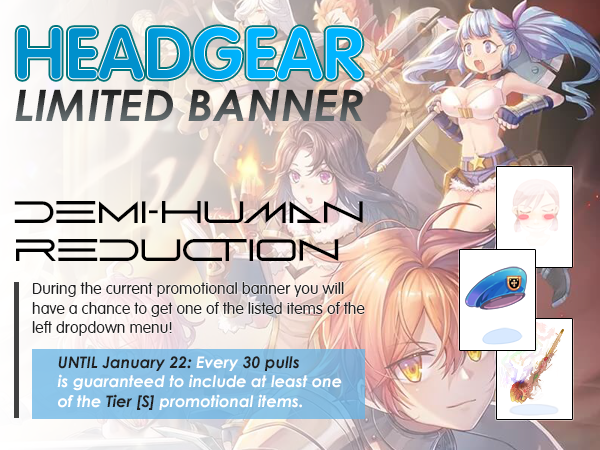 HEADGEAR
LIMITED BANNER
DEMI-HUMAN
REDUCTION
During the current promotional banner you will
have a chance to get one of the listed items of the
left dropdown menu!
UNTIL January 22: Every 30 pulls
is guaranteed to include at least one
of the Tier [S] promotional items.